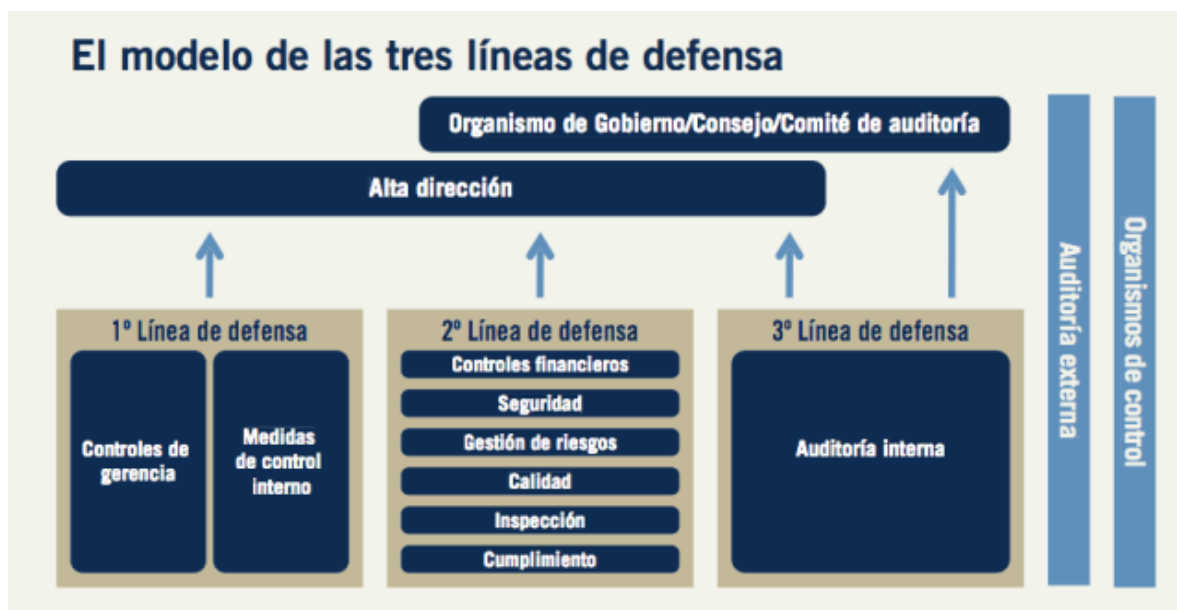 El modelo de las tres líneas de defensa
Organismo de Gobierno/Consejo/Comité de auditoría
Alta dirección
1º Línea de defensa
Controles de
gerencia
Medidas
de control
interno
2º Línea de defensa
Controles financieros
Seguridad
Gestión de riesgos
Calidad
Inspección
Cumplimiento
3º Línea de defensa
Auditoría interna
Auditoría externa
Organismos de control